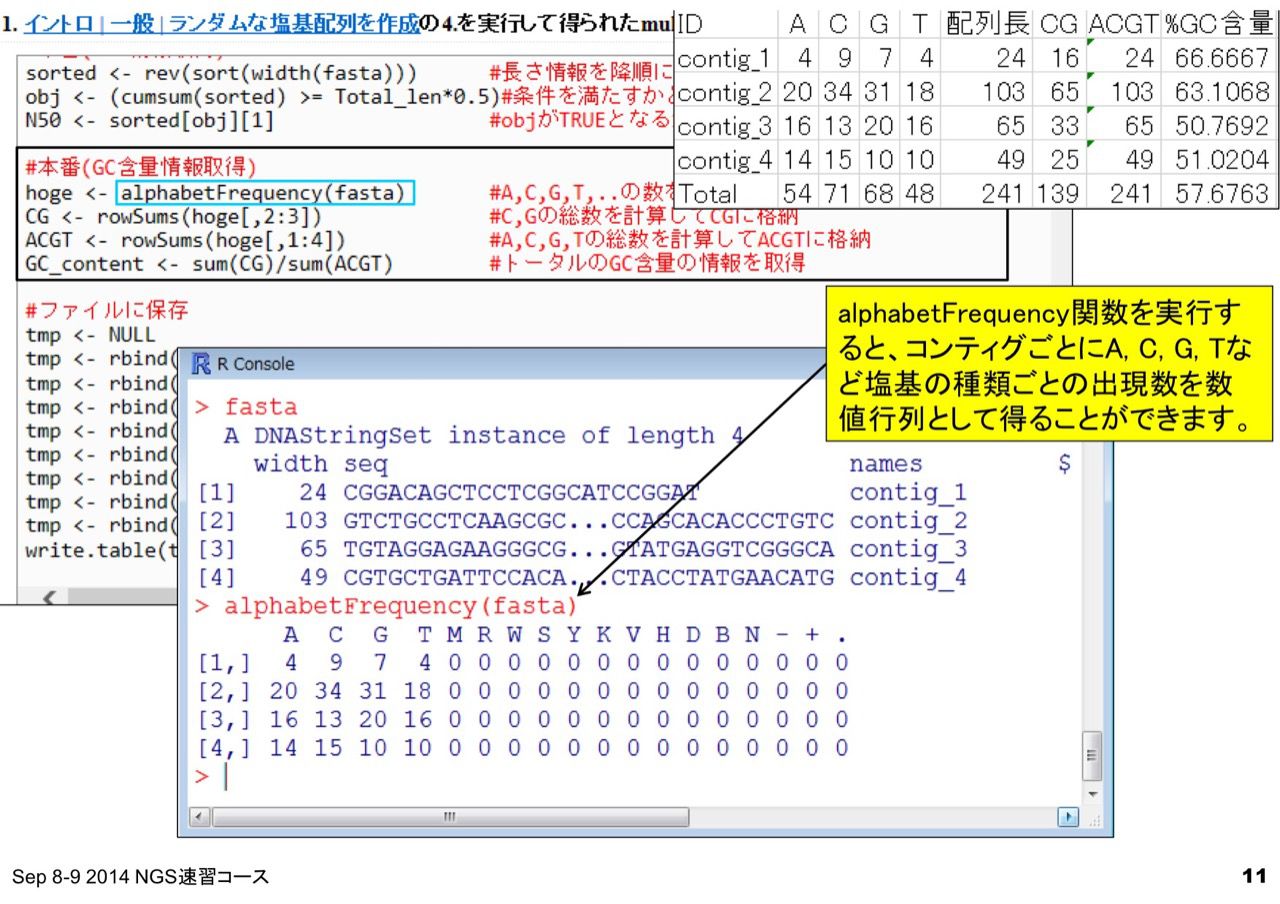 1. イントロ | 一般 | ランダムな塩基配列を作成の4.を実行して得られたmul
sorted <- rev(sort(width(fasta))) #長さ情報を降順に
obj <- (cumsum(sorted) >= Total_len*0.5)#条件を満たすか
N50 <- sorted[obj][1] #objがTRUEとなる
#本番(GC含量情報取得)
hoge <- alphabetFrequency(fasta) #A,C,G,T,..の数を
CG <- rowSums(hoge[,2:3]) #C,Gの総数を計算してCGに格納
ACGT <- rowSums(hoge[,1:4]) #A,C,G,Tの総数を計算してACGTに格納
GC_content <- sum(CG)/sum(ACGT) #トータルのGC含量の情報を取得
#ファイルに保存
tmp <- NULL
tmp <- rbind(
tmp <- rbind(
tmp <- rbind(
tmp <- rbind(
tmp <- rbind(
tmp <- rbind(
tmp <- rbind(
tmp <- rbind(
write.table(t
ID A C G T 配列長 CG ACGT %GC含量
contig_1 4 9 7 4 24 16 24 66.6667
contig_2 20 34 31 18 103 65 103 63.1068
contig_3 16 13 20 16 65 33 65 50.7692
contig_4 14 15 10 10 49 25 49 51.0204
Total 54 71 68 48 241 139 241 57.6763
alphabetFrequency関数を実行す
ると、コンティグごとにA, C, G, Tな
ど塩基の種類ごとの出現数を数
値行列として得ることができます。
R Console
> fasta
A DNAStringSet instance of length 4
width seq names $
[1] 24 CGGACAGCTCCTCGGCATCCGGAT contig_1
[2] 103 GTCTGCCTCAAGCGC...CCAGCACACCCTGTC contig_2
[3] 65 TGTAGGAGAAGGGCG...GTATGAGGTCGGGCA contig_3
[4] 49 CGTGCTGATTCCACA...CTACCTATGAACATG contig_4
> alphabetFrequency(fasta)
A C G T M R W S Y K V H D B N - + .
[1,] 4 9 7 4 0 0 0 0 0 0 0 0 0 0 0 0 0 0
[2,] 20 34 31 18 0 0 0 0 0 0 0 0 0 0 0 0 0 0
[3,] 16 13 20 16 0 0 0 0 0 0 0 0 0 0 0 0 0 0
[4,] 14 15 10 10 0 0 0 0 0 0 0 0 0 0 0 0 0 0
>
Sep 8-9 2014 NGS速習コース
11